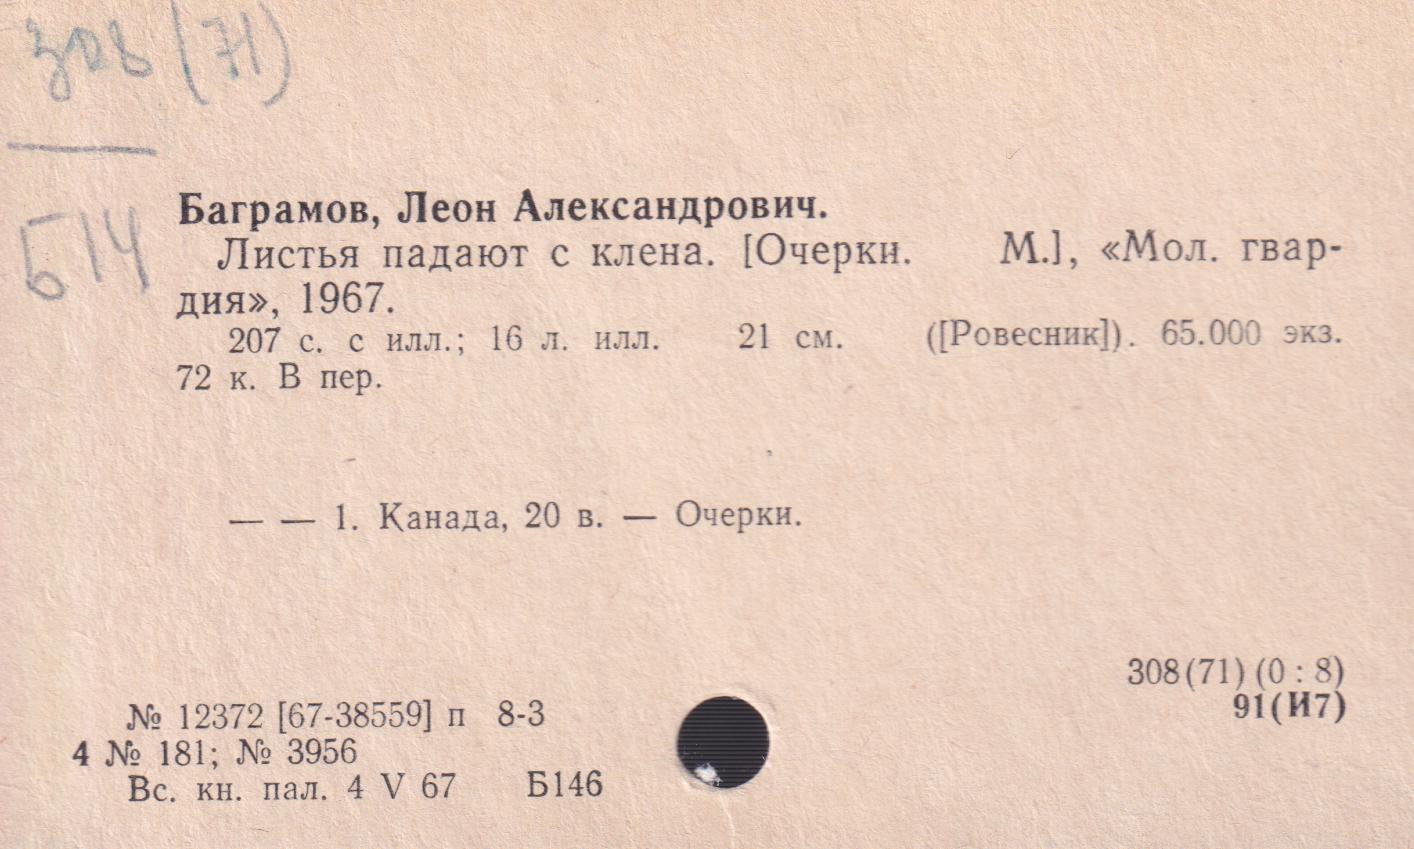 308(71)
Б14
Баграмов, Леон Александрович.
Листья падают с клена. [Очерки. М.], «Мол. гвар-
дия», 1967.
207 с. с илл.; 16 л. илл. 21 см. ([Ровесник]). 65.000 экз.
72 к. В пер.
— — 1. Канада, 20 в. — Очерки.
308(71)(0 : 8)
91(И7)
№ 12372 [67-38559] п 8-3
4 № 181; № 3956
Вс. кн. пал. 4 V 67 Б146